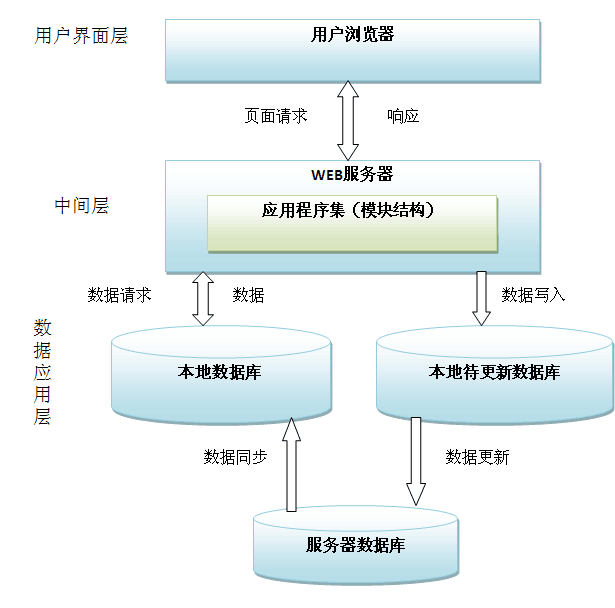 用户界面层
用户浏览器
页面请求
响应
WEB服务器
中间层
应用程序集（模块结构）
数据请求
数据
数据写入
数据应用层
本地数据库
本地待更新数据库
数据同步
数据更新
服务器数据库